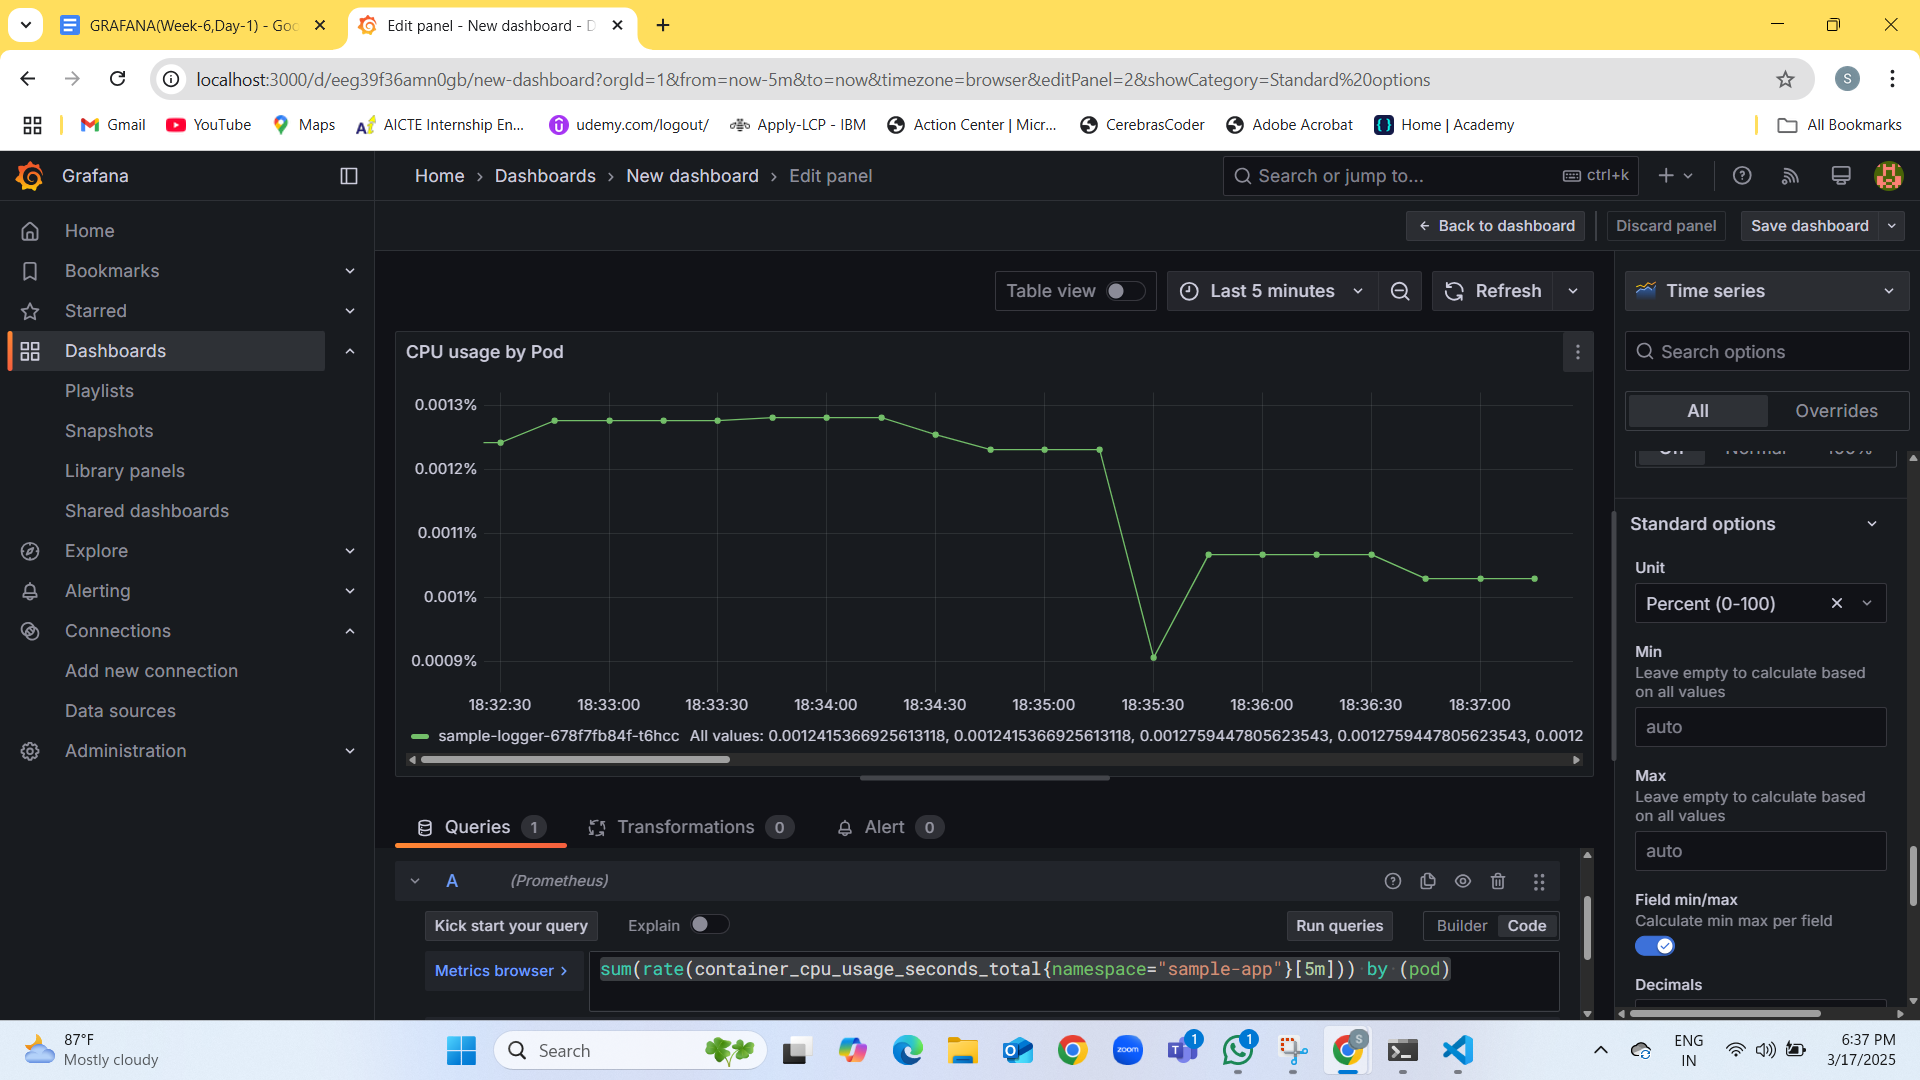 GRAFANA(Week-6,Day-1) - Goo
Edit panel - New dashboard - D
localhost:3000/d/eeg39f36amn0gb/new-dashboard?orgId=1&from=now-5m&to=now&timezone=browser&editPanel=2&showCategory=Standard%20options
S
Gmail
YouTube
Maps
AICTE Internship En...
udemy.com/logout/
Apply-LCP - IBM
Action Center | Micr...
CerebrasCoder
Adobe Acrobat
Home | Academy
All Bookmarks
Grafana
Home › Dashboards › New dashboard › Edit panel
Search or jump to...
ctrl+k
Back to dashboard
Discard panel
Save dashboard
Home
Bookmarks
Starred
Dashboards
Playlists
Snapshots
Library panels
Shared dashboards
Explore
Alerting
Connections
Add new connection
Data sources
Administration
Table view
Last 5 minutes
Refresh
CPU usage by Pod
0.0013%
0.0012%
0.0011%
0.001%
0.0009%
18:32:30 18:33:00 18:33:30 18:34:00 18:34:30 18:35:00 18:35:30 18:36:00 18:36:30 18:37:00
sample-logger-678f7fb84f-t6hcc All values: 0.0012415366925613118, 0.0012415366925613118, 0.0012759447805623543, 0.0012759447805623543, 0.0012
Queries 1
Transformations 0
Alert 0
A (Prometheus)
Kick start your query
Explain
Run queries
Builder
Code
Metrics browser ›
sum(rate(container_cpu_usage_seconds_total{namespace="sample-app"}[5m])) by (pod)
Time series
Search options
All
Overrides
Off Normal 100%
Standard options
Unit
Percent (0-100)
Min
Leave empty to calculate based
on all values
auto
Max
Leave empty to calculate based
on all values
auto
Field min/max
Calculate min max per field
Decimals
87°F
Mostly cloudy
Search
zoom
1
1
S
ENG
IN
6:37 PM
3/17/2025